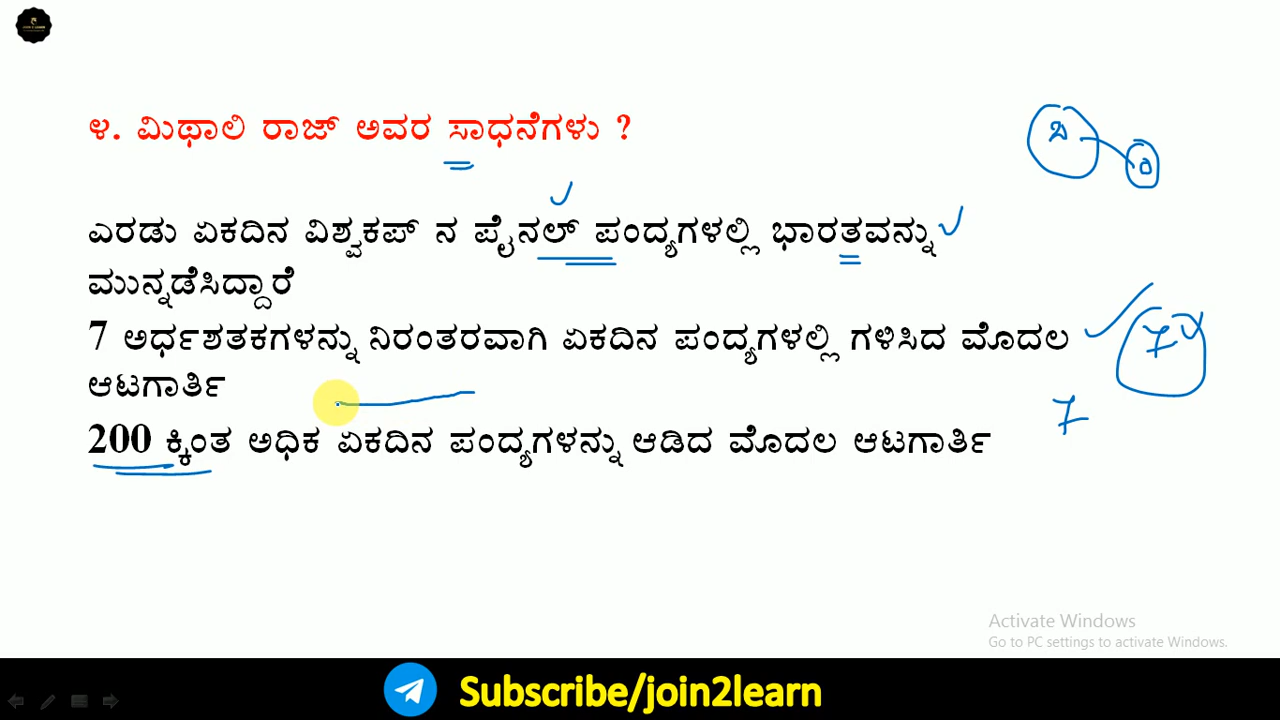 ೪. ಮಿಥಾಲಿ ರಾಜ್ ಅವರ ಸಾಧನೆಗಳು ?
ಎರಡು ಏಕದಿನ ವಿಶ್ವಕಪ್ ನ ಪೈನಲ್ ಪಂದ್ಯಗಳಲ್ಲಿ ಭಾರತವನ್ನು
ಮುನ್ನಡೆಸಿದ್ದಾರೆ
7 ಅರ್ಧಶತಕಗಳನ್ನು ನಿರಂತರವಾಗಿ ಏಕದಿನ ಪಂದ್ಯಗಳಲ್ಲಿ ಗಳಿಸಿದ ಮೊದಲ
ಆಟಗಾರ್ತಿ
7
200 ಕ್ಕಿಂತ ಅಧಿಕ ಏಕದಿನ ಪಂದ್ಯಗಳನ್ನು ಆಡಿದ ಮೊದಲ ಆಟಗಾರ್ತಿ
Activate Windows
Go to PC settings to activate Windows.
Subscribe/join2learn